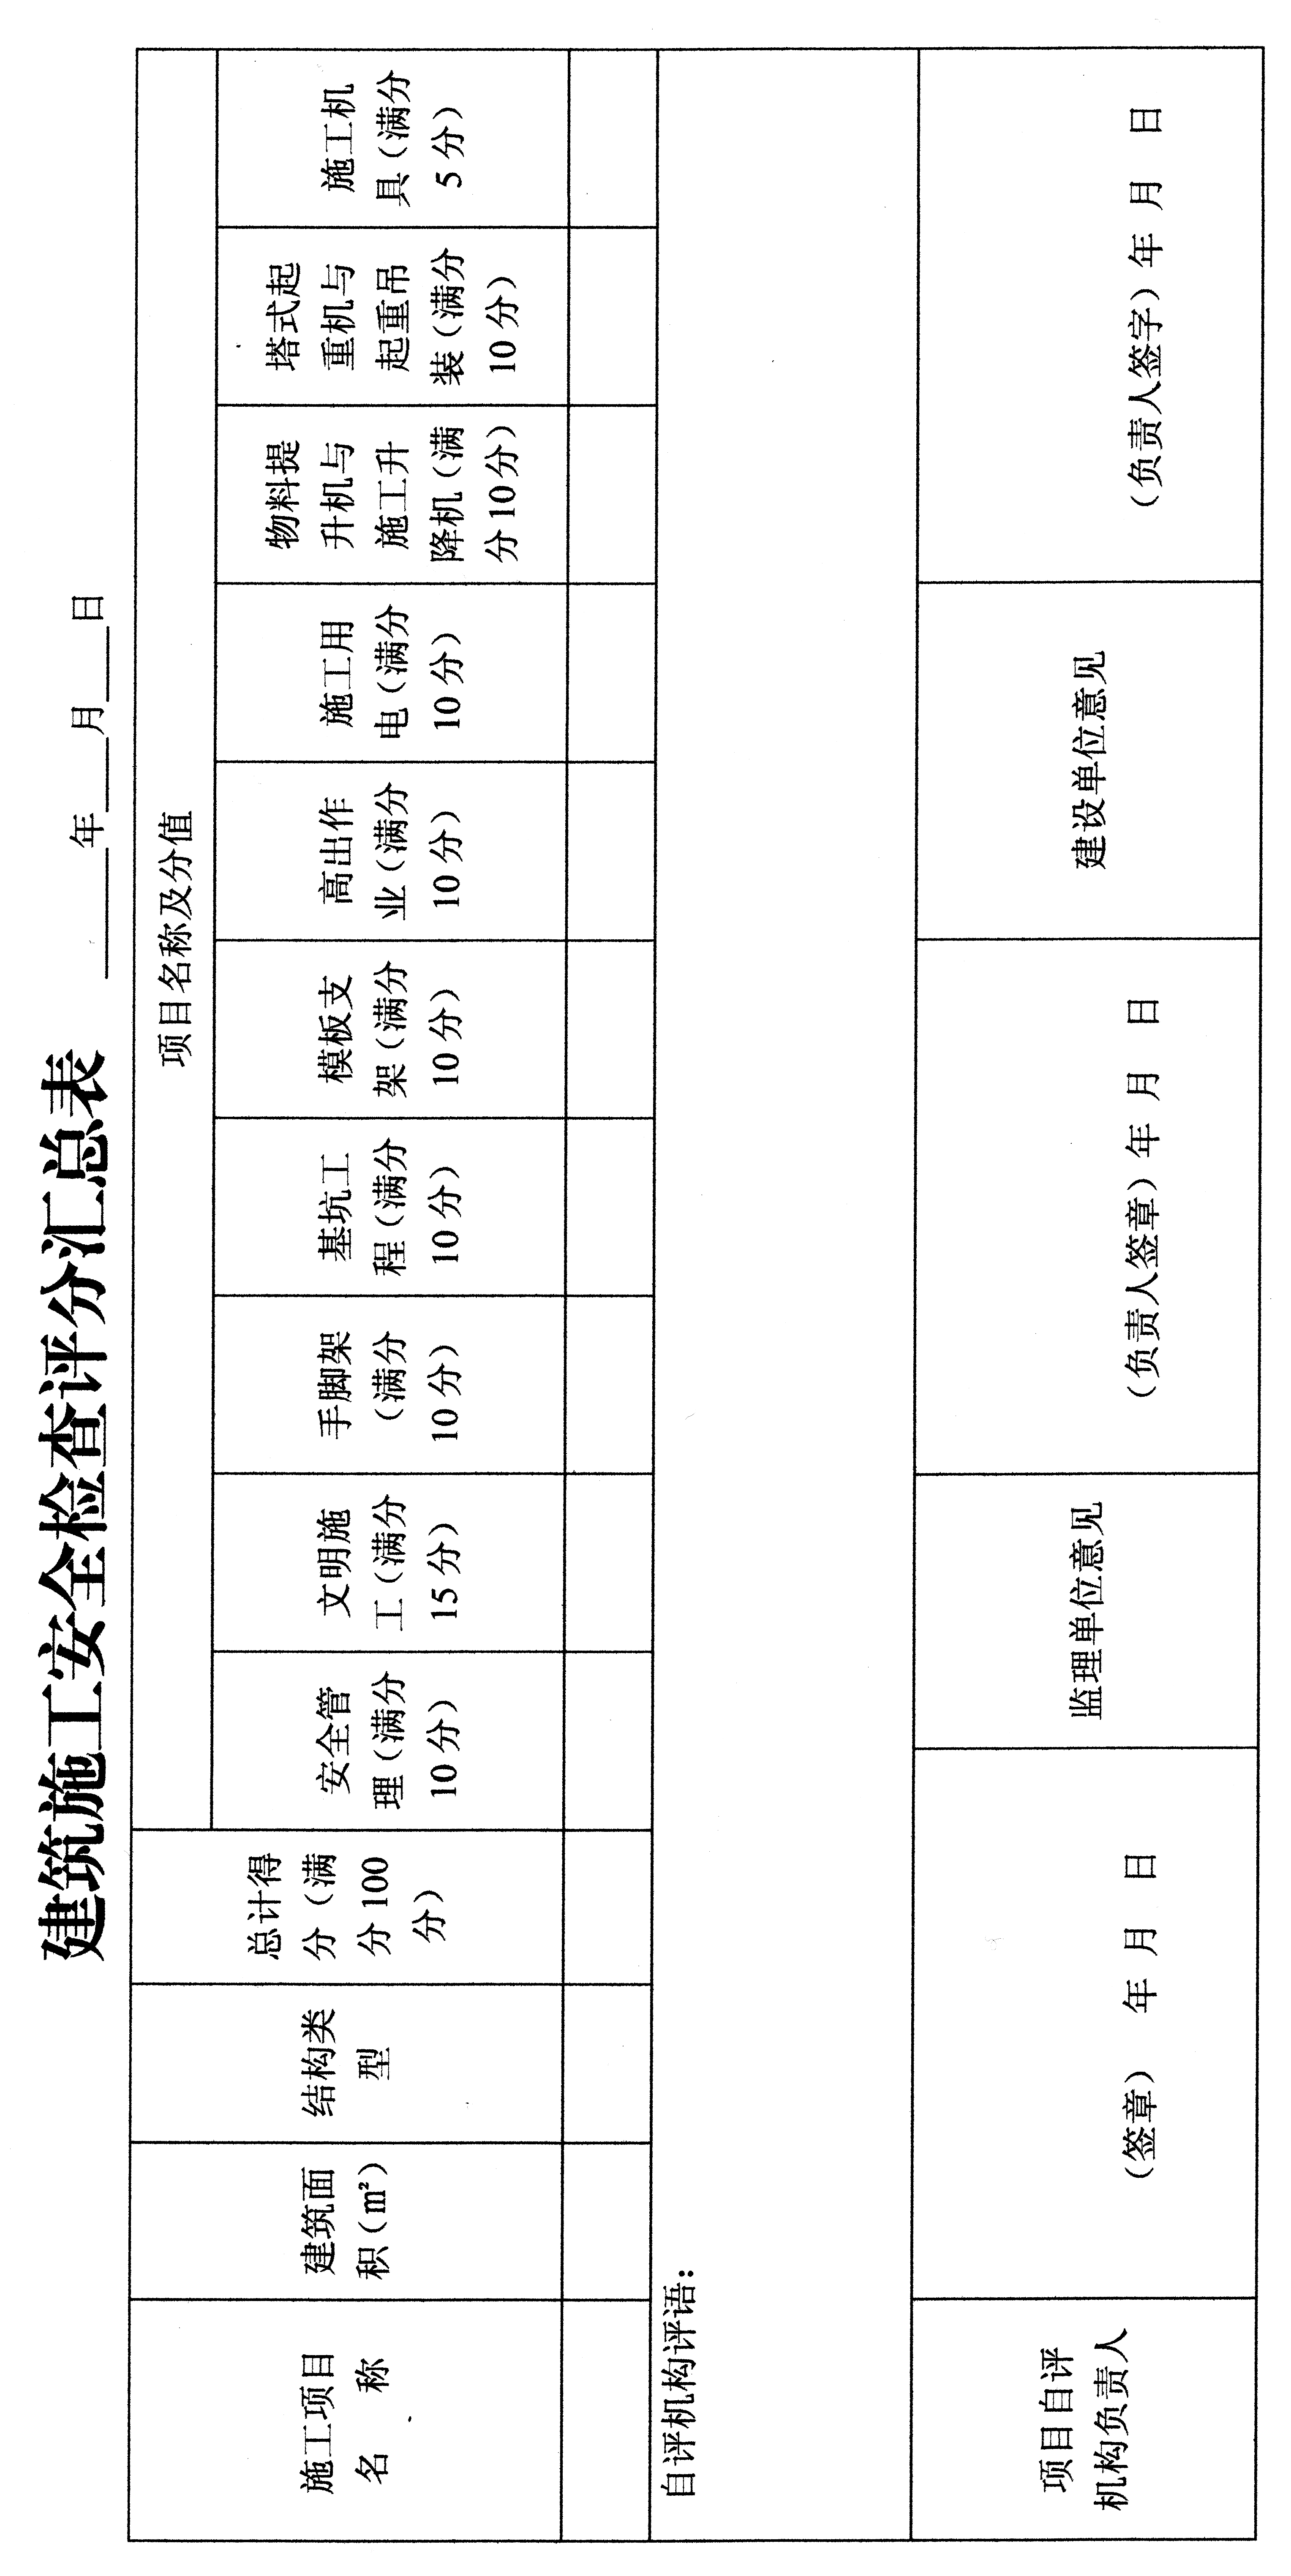 建筑施工安全检查评分汇总表
____年__月__日
施工项目
名 称
建筑面
积（m²）
结构类
型
总计得
分（满
分100
分）
项目名称及分值
安全管
理（满分
10分）
文明施
工（满分
15分）
手脚架
（满分
10分）
基坑工
程（满分
10分）
模板支
架（满分
10分）
高出作
业（满分
10分）
施工用
电（满分
10分）
物料提
升机与
施工升
降机（满
分10分）
塔式起
重机与
起重吊
装（满分
10分）
施工机
具（满分
5分）
自评机构评语：
项目自评
机构负责人
（签章） 年 月 日
监理单位意见
（负责人签章）年 月 日
建设单位意见
（负责人签字）年 月 日